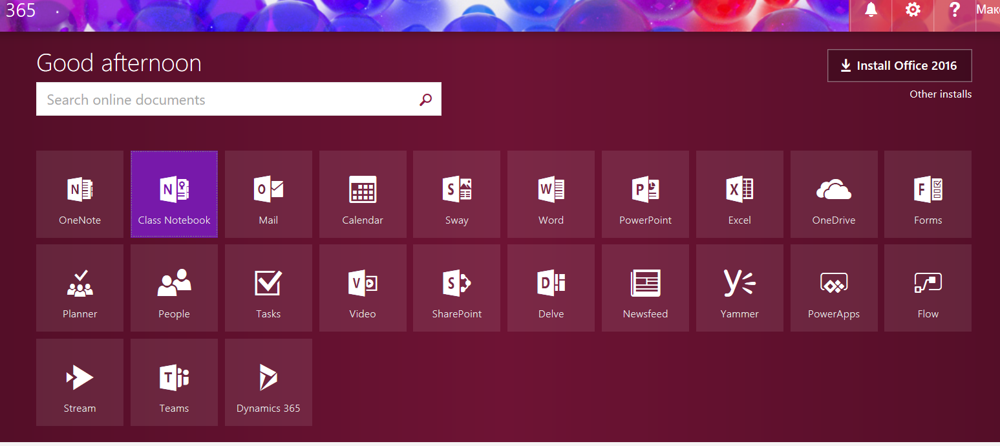 365
Мак
Good afternoon
Install Office 2016
Search online documents
Other installs
OneNote
Class Notebook
Mail
Calendar
Sway
Word
PowerPoint
Excel
OneDrive
Forms
Planner
People
Tasks
Video
SharePoint
Delve
Newsfeed
Yammer
PowerApps
Flow
Stream
Teams
Dynamics 365